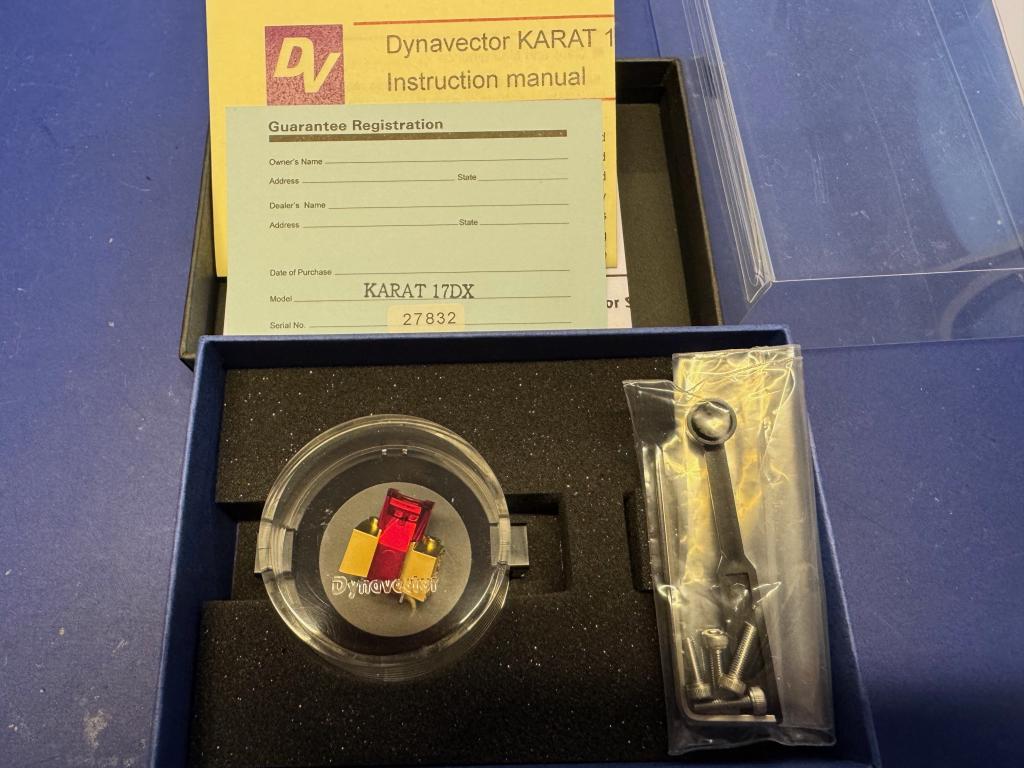 DV
Dynavector KARAT 1
Instruction manual
Guarantee Registration
Owner's Name
Address State
Dealer's Name
Address State
Date of Purchase
Model KARAT 17DX
Serial No. 27832
or S
Dynavector